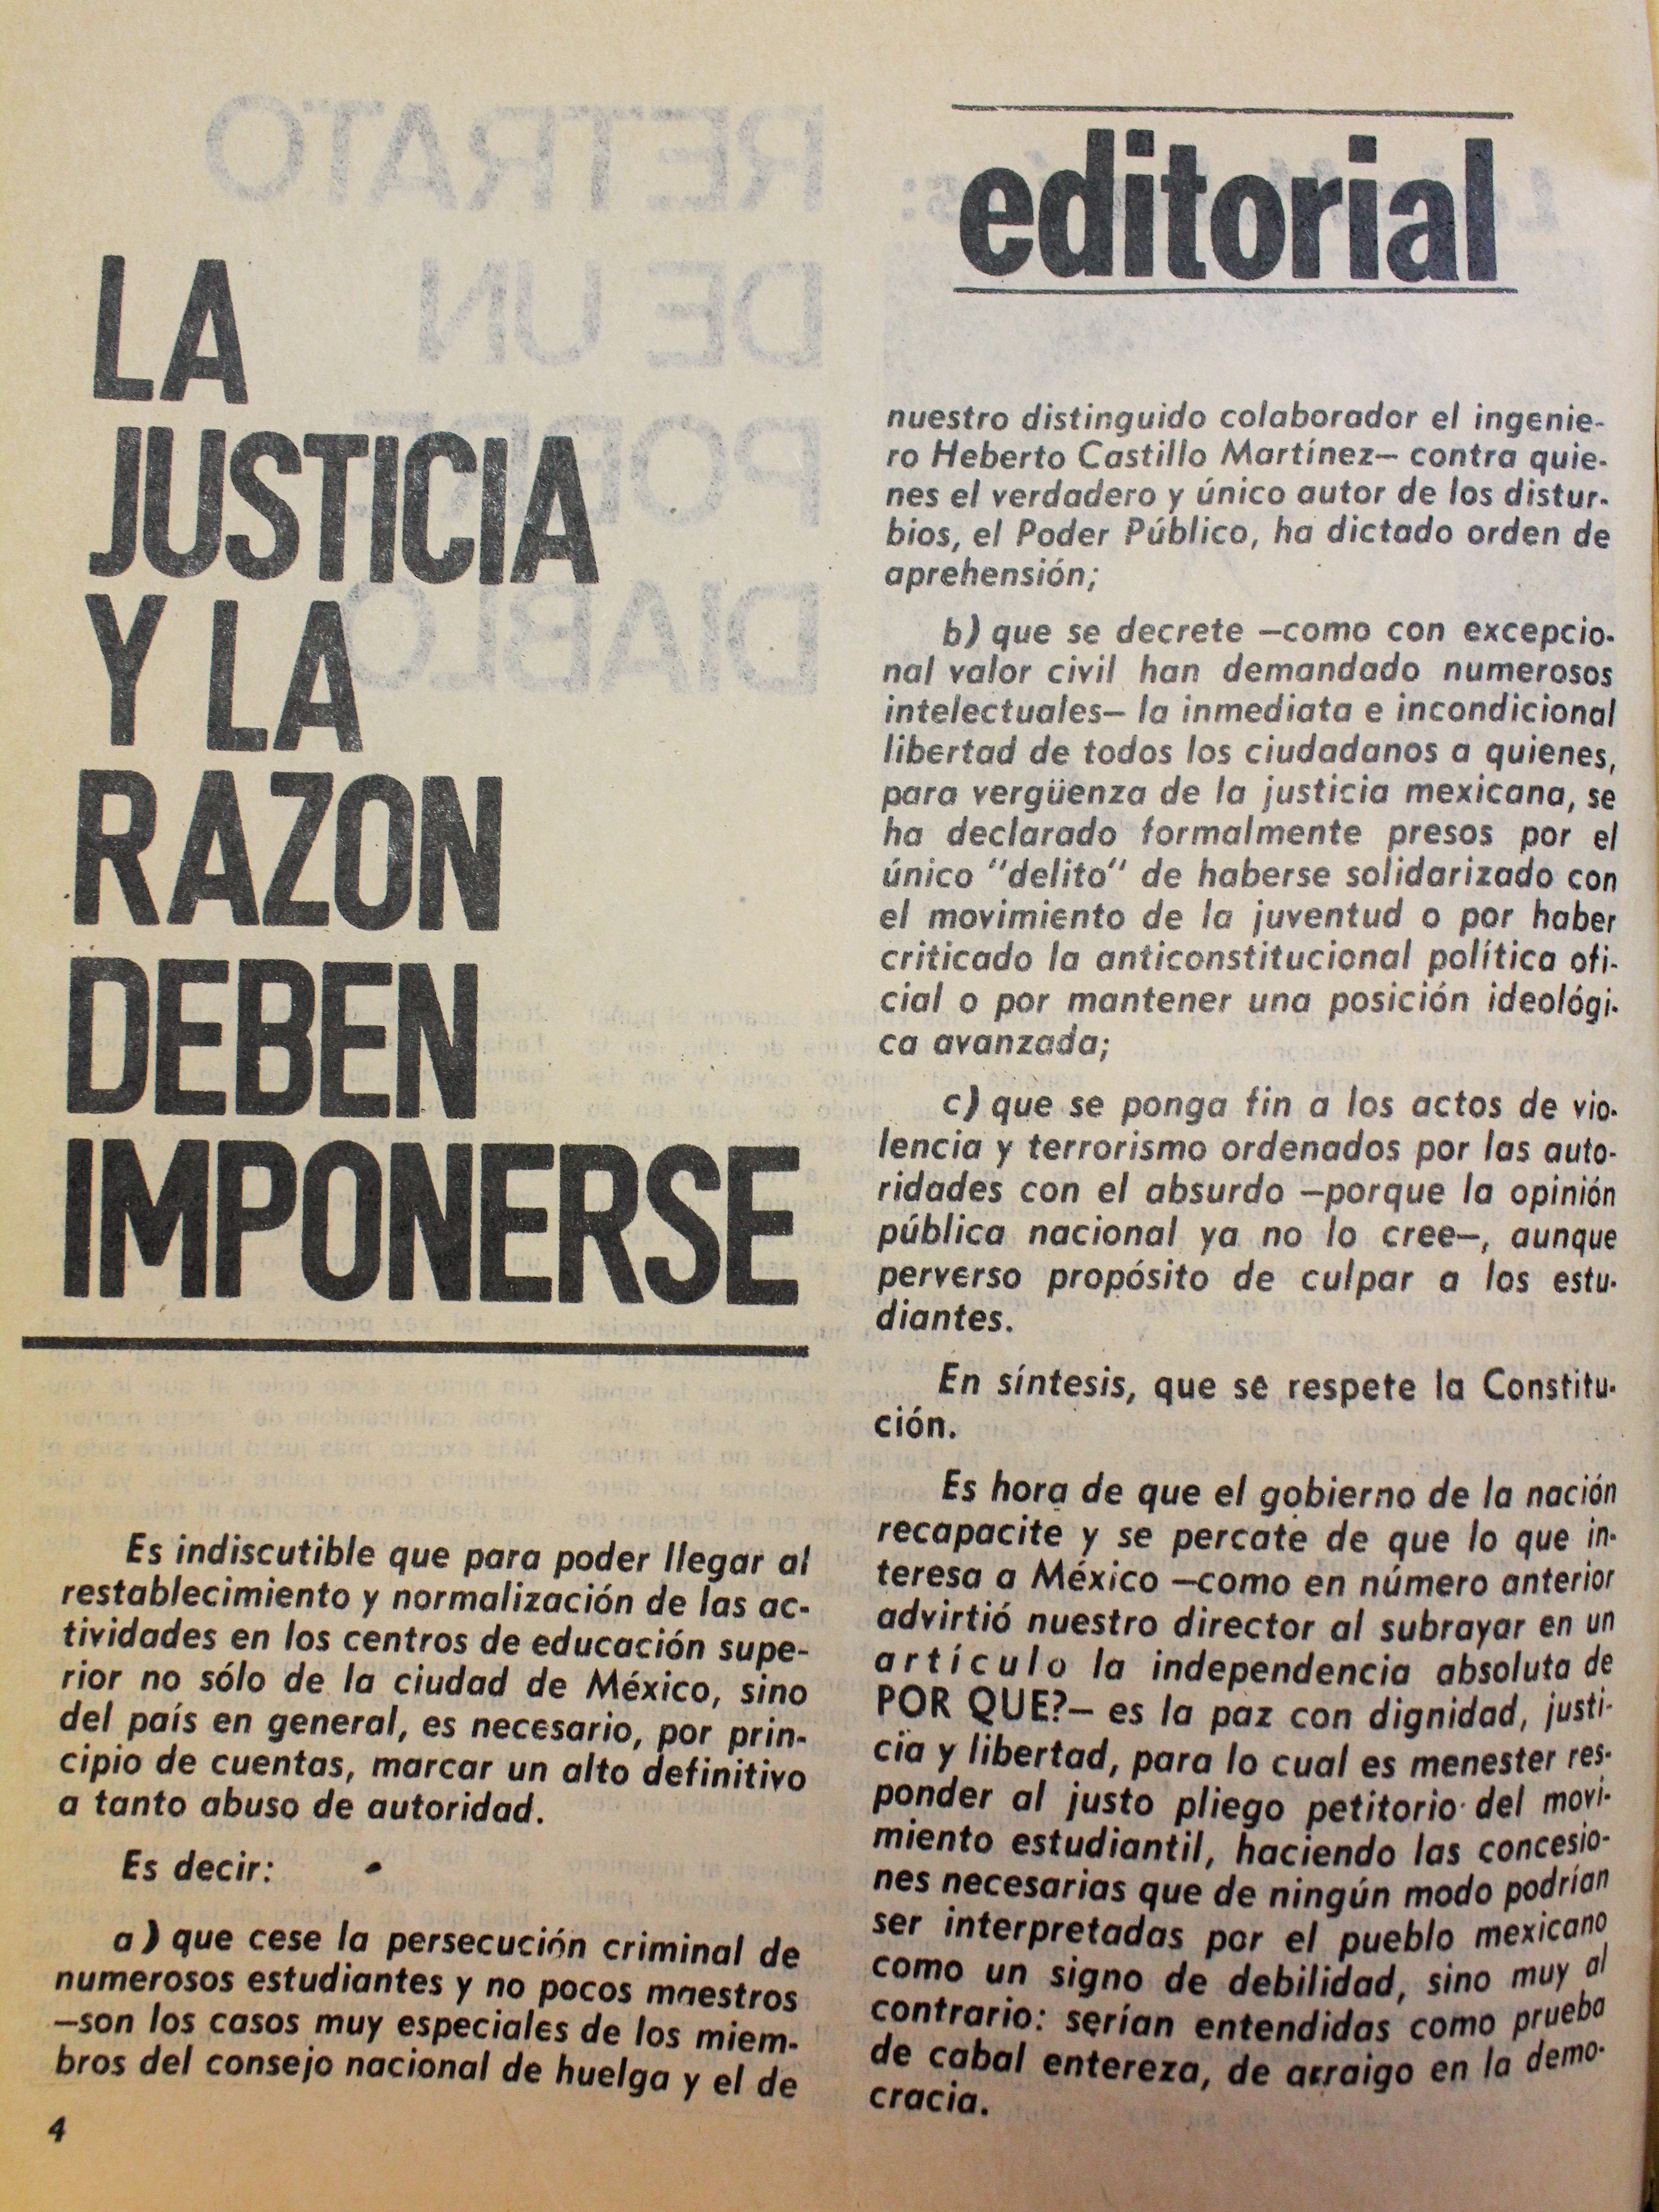 LA
JUSTICIA
Y LA
RAZON
DEBEN
IMPONERSE
Es indiscutible que para poder llegar al
restablecimiento y normalización de las ac-
tividades en los centros de educación supe-
rior no sólo de la ciudad de México, sino
del país en general, es necesario, por prin-
cipio de cuentas, marcar un alto definitivo
a tanto abuso de autoridad.
Es decir:
a) que cese la persecución criminal de
numerosos estudiantes y no pocos maestros
—son los casos muy especiales de los miem-
bros del consejo nacional de huelga y el de
4
editorial
nuestro distinguido colaborador el ingenie-
ro Heberto Castillo Martínez— contra quie-
nes el verdadero y único autor de los distur-
bios, el Poder Público, ha dictado orden de
aprehensión;
b) que se decrete —como con excepcio-
nal valor civil han demandado numerosos
intelectuales— la inmediata e incondicional
libertad de todos los ciudadanos a quienes,
para vergüenza de la justicia mexicana, se
ha declarado formalmente presos por el
único "delito" de haberse solidarizado con
el movimiento de la juventud o por haber
criticado la anticonstitucional política ofi-
cial o por mantener una posición ideológi-
ca avanzada;
c) que se ponga fin a los actos de vio-
lencia y terrorismo ordenados por las auto-
ridades con el absurdo —porque la opinión
pública nacional ya no lo cree—, aunque
perverso propósito de culpar a los estu-
diantes.
En síntesis, que se respete la Constitu-
ción.
Es hora de que el gobierno de la nación
recapacite y se percate de que lo que in-
teresa a México —como en número anterior
advirtió nuestro director al subrayar en un
artículo la independencia absoluta de
POR QUE?— es la paz con dignidad, justi-
cia y libertad, para lo cual es menester res-
ponder al justo pliego petitorio del movi-
miento estudiantil, haciendo las concesio-
nes necesarias que de ningún modo podrían
ser interpretadas por el pueblo mexicano
como un signo de debilidad, sino muy al
contrario: serían entendidas como prueba
de cabal entereza, de arraigo en la demo-
cracia.